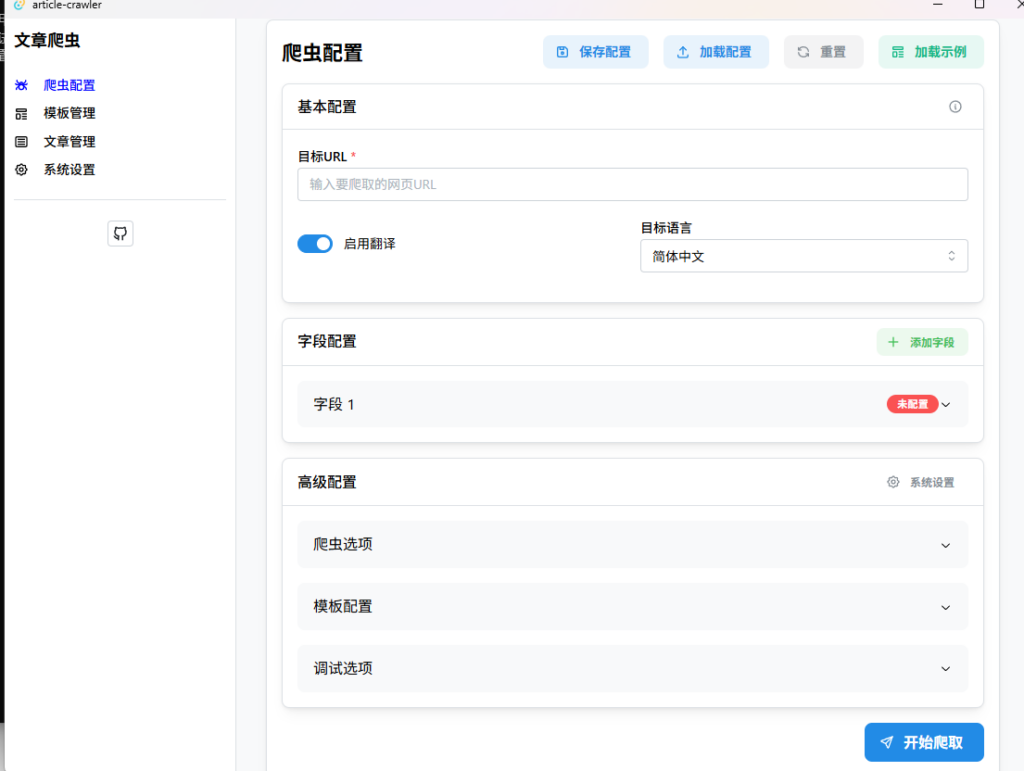 article-crawler
文章爬虫
爬虫配置
模板管理
文章管理
系统设置
爬虫配置
保存配置
加载配置
重置
加载示例
基本配置
目标URL *
输入要爬取的网页URL
启用翻译
目标语言
简体中文
字段配置
添加字段
字段 1
未配置
高级配置
系统设置
爬虫选项
模板配置
调试选项
开始爬取